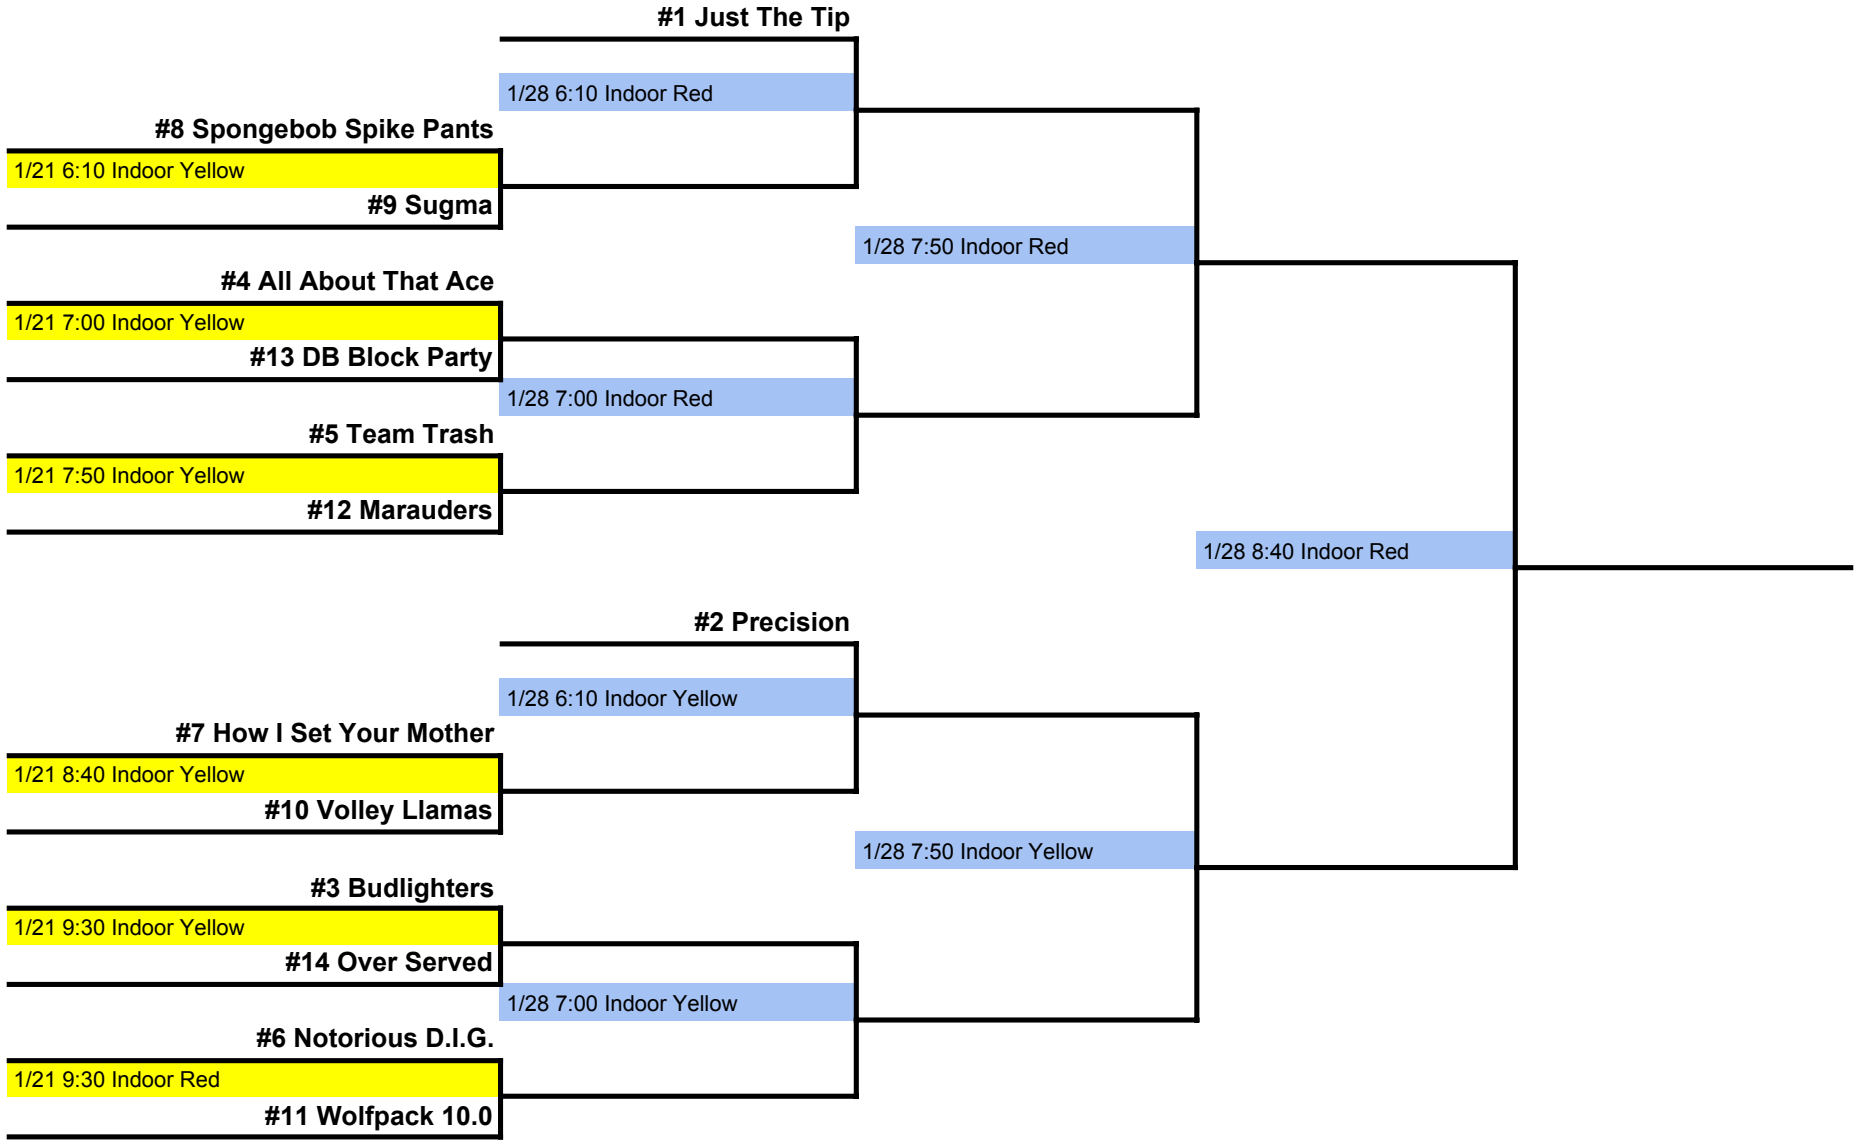 #1 Just The Tip
1/28 6:10 Indoor Red
#8 Spongebob Spike Pants
1/21 6:10 Indoor Yellow
#9 Sugma
1/28 7:50 Indoor Red
#4 All About That Ace
1/21 7:00 Indoor Yellow
#13 DB Block Party
1/28 7:00 Indoor Red
#5 Team Trash
1/21 7:50 Indoor Yellow
#12 Marauders
1/28 8:40 Indoor Red
#2 Precision
1/28 6:10 Indoor Yellow
#7 How I Set Your Mother
1/21 8:40 Indoor Yellow
#10 Volley Llamas
1/28 7:50 Indoor Yellow
#3 Budlighters
1/21 9:30 Indoor Yellow
#14 Over Served
1/28 7:00 Indoor Yellow
#6 Notorious D.I.G.
1/21 9:30 Indoor Red
#11 Wolfpack 10.0